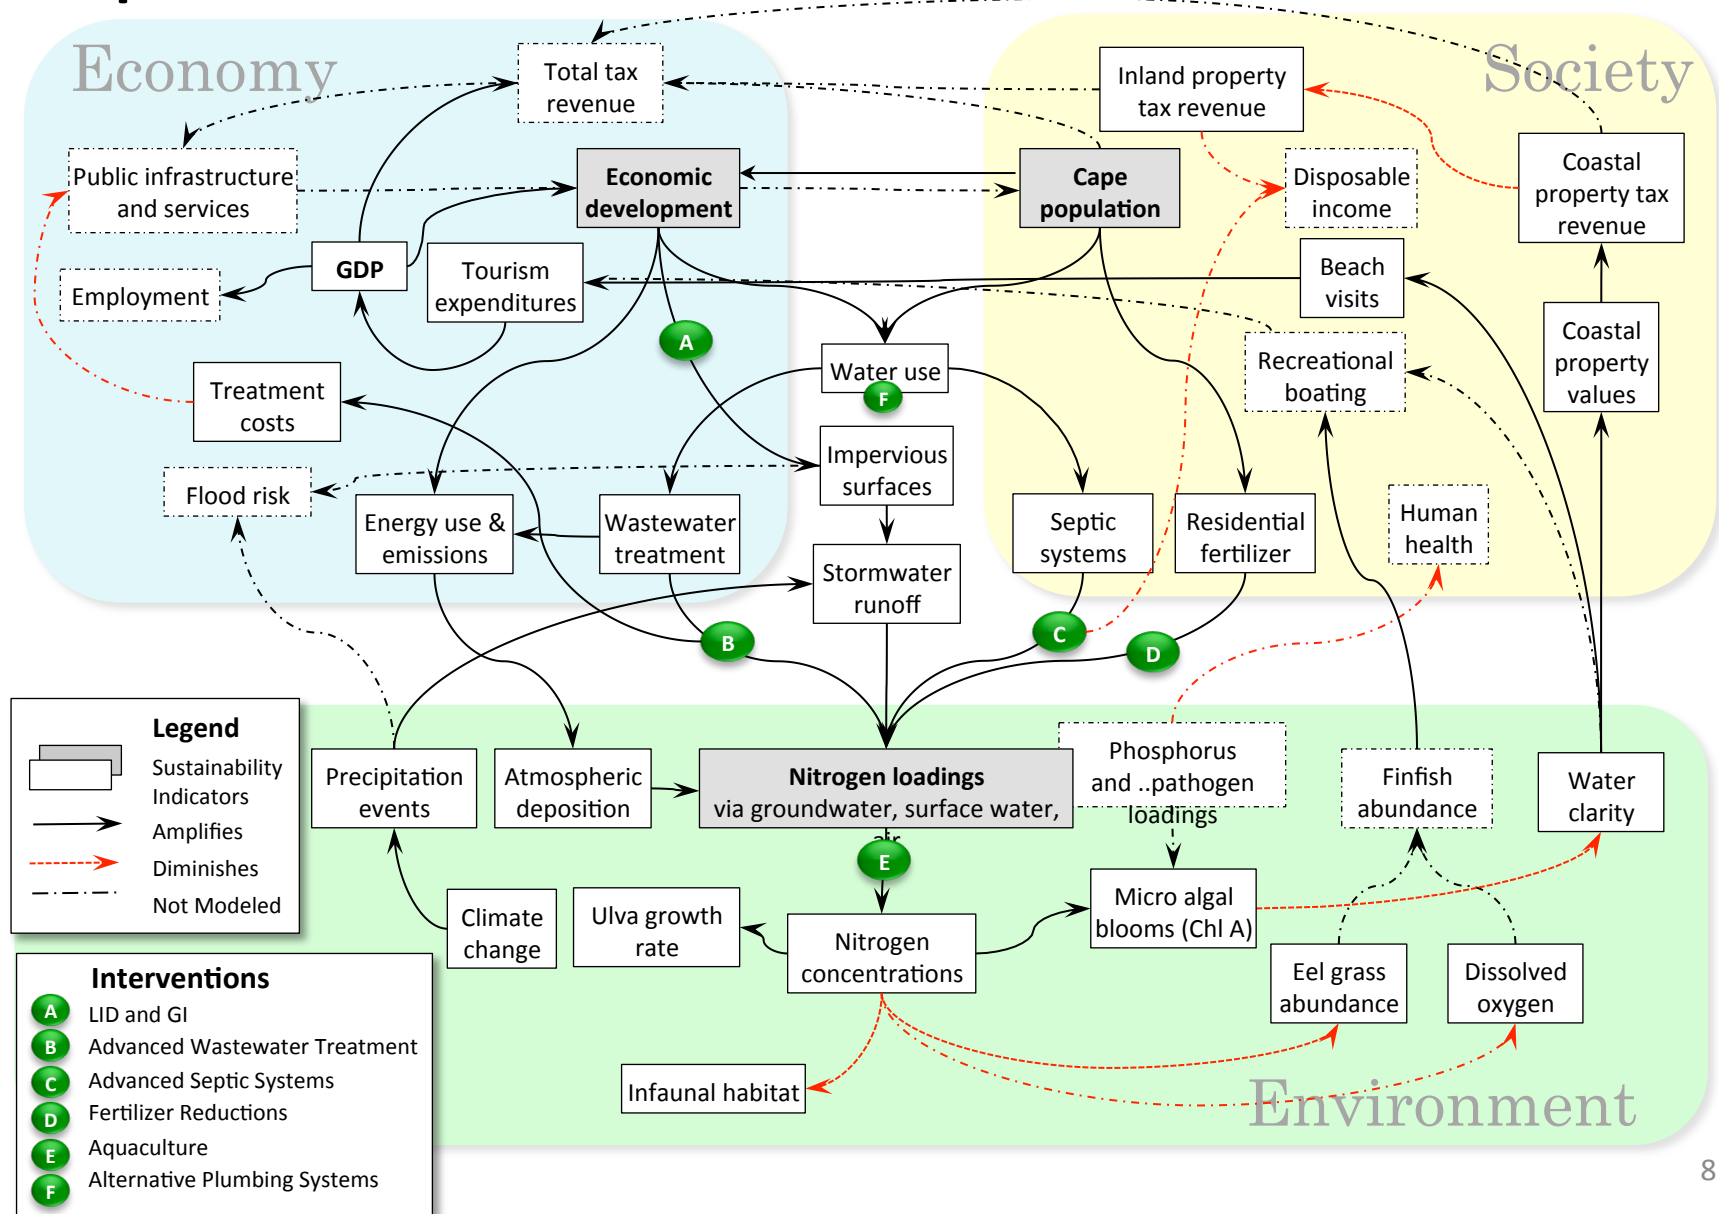 Economy
Society
Total tax
revenue
Inland property
tax revenue
Public infrastructure
and services
Economic
development
Cape
population
Disposable
income
Coastal
property tax
revenue
GDP
Tourism
expenditures
Beach
visits
Employment
A
Water use
F
Recreational
boating
Coastal
property
values
Treatment
costs
Impervious
surfaces
Flood risk
Energy use &
emissions
Wastewater
treatment
Septic
systems
Residential
fertilizer
Human
health
Stormwater
runoff
B
C
D
Legend
Sustainability
Indicators
Amplifies
Diminishes
Not Modeled
Precipitation
events
Atmospheric
deposition
Nitrogen loadings
via groundwater, surface water,
air
Phosphorus
and ..pathogen
loadings
Finfish
abundance
Water
clarity
E
Climate
change
Ulva growth
rate
Nitrogen
concentrations
Micro algal
blooms (Chl A)
Eel grass
abundance
Dissolved
oxygen
Infaunal habitat
Environment
Interventions
A LID and GI
B Advanced Wastewater Treatment
C Advanced Septic Systems
D Fertilizer Reductions
E Aquaculture
F Alternative Plumbing Systems
8